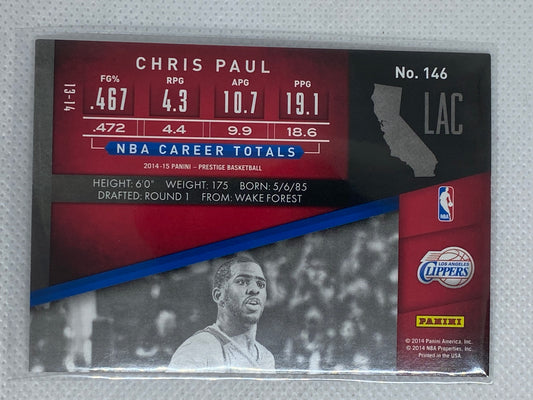 CHRIS PAUL
No. 146
FG% RPG APG PPG
13-14
.467 4.3 10.7 19.1
LAC
.472 4.4 9.9 18.6
NBA CAREER TOTALS
2014-15 PANINI – PRESTIGE BASKETBALL
HEIGHT: 6'0" WEIGHT: 175 BORN: 5/6/85
DRAFTED: ROUND 1 FROM: WAKE FOREST
NBA
LOS ANGELES
CLIPPERS
PANINI
© 2014 Panini America, Inc.
© 2014 NBA Properties, Inc.
Printed in the USA.